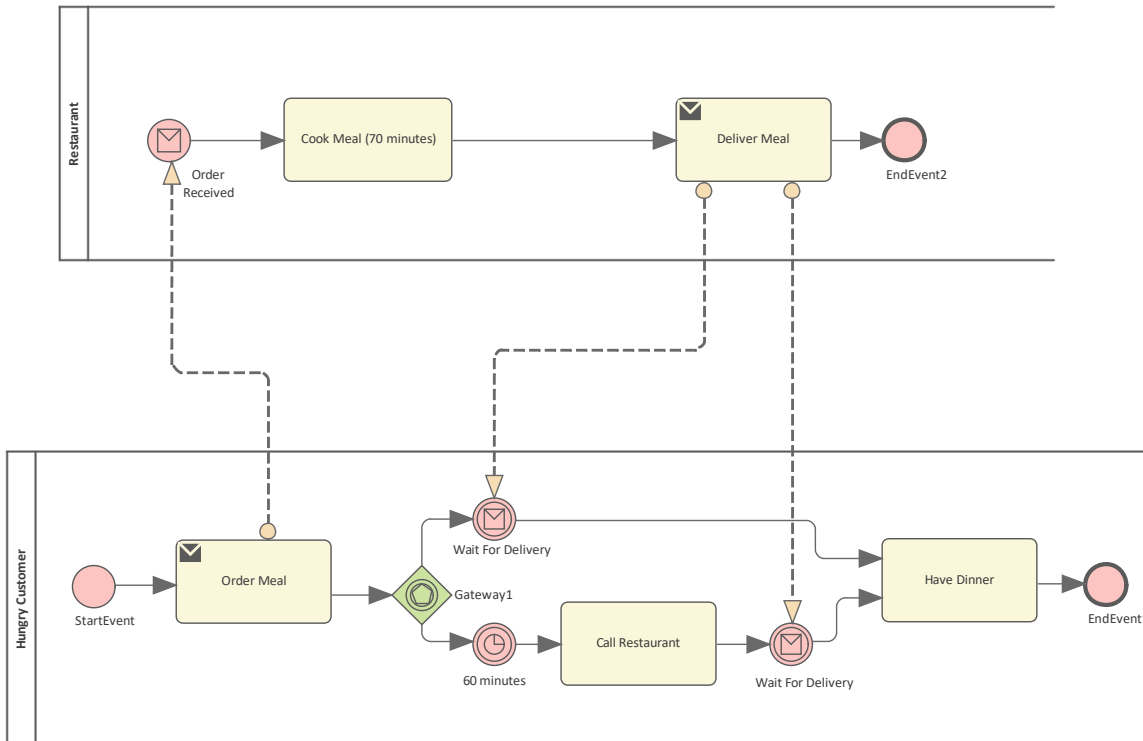 Restaurant
Cook Meal (70 minutes)
Deliver Meal
Order
Received
EndEvent2
Hungry Customer
Order Meal
StartEvent
Wait For Delivery
Gateway1
60 minutes
Call Restaurant
Wait For Delivery
Have Dinner
EndEvent